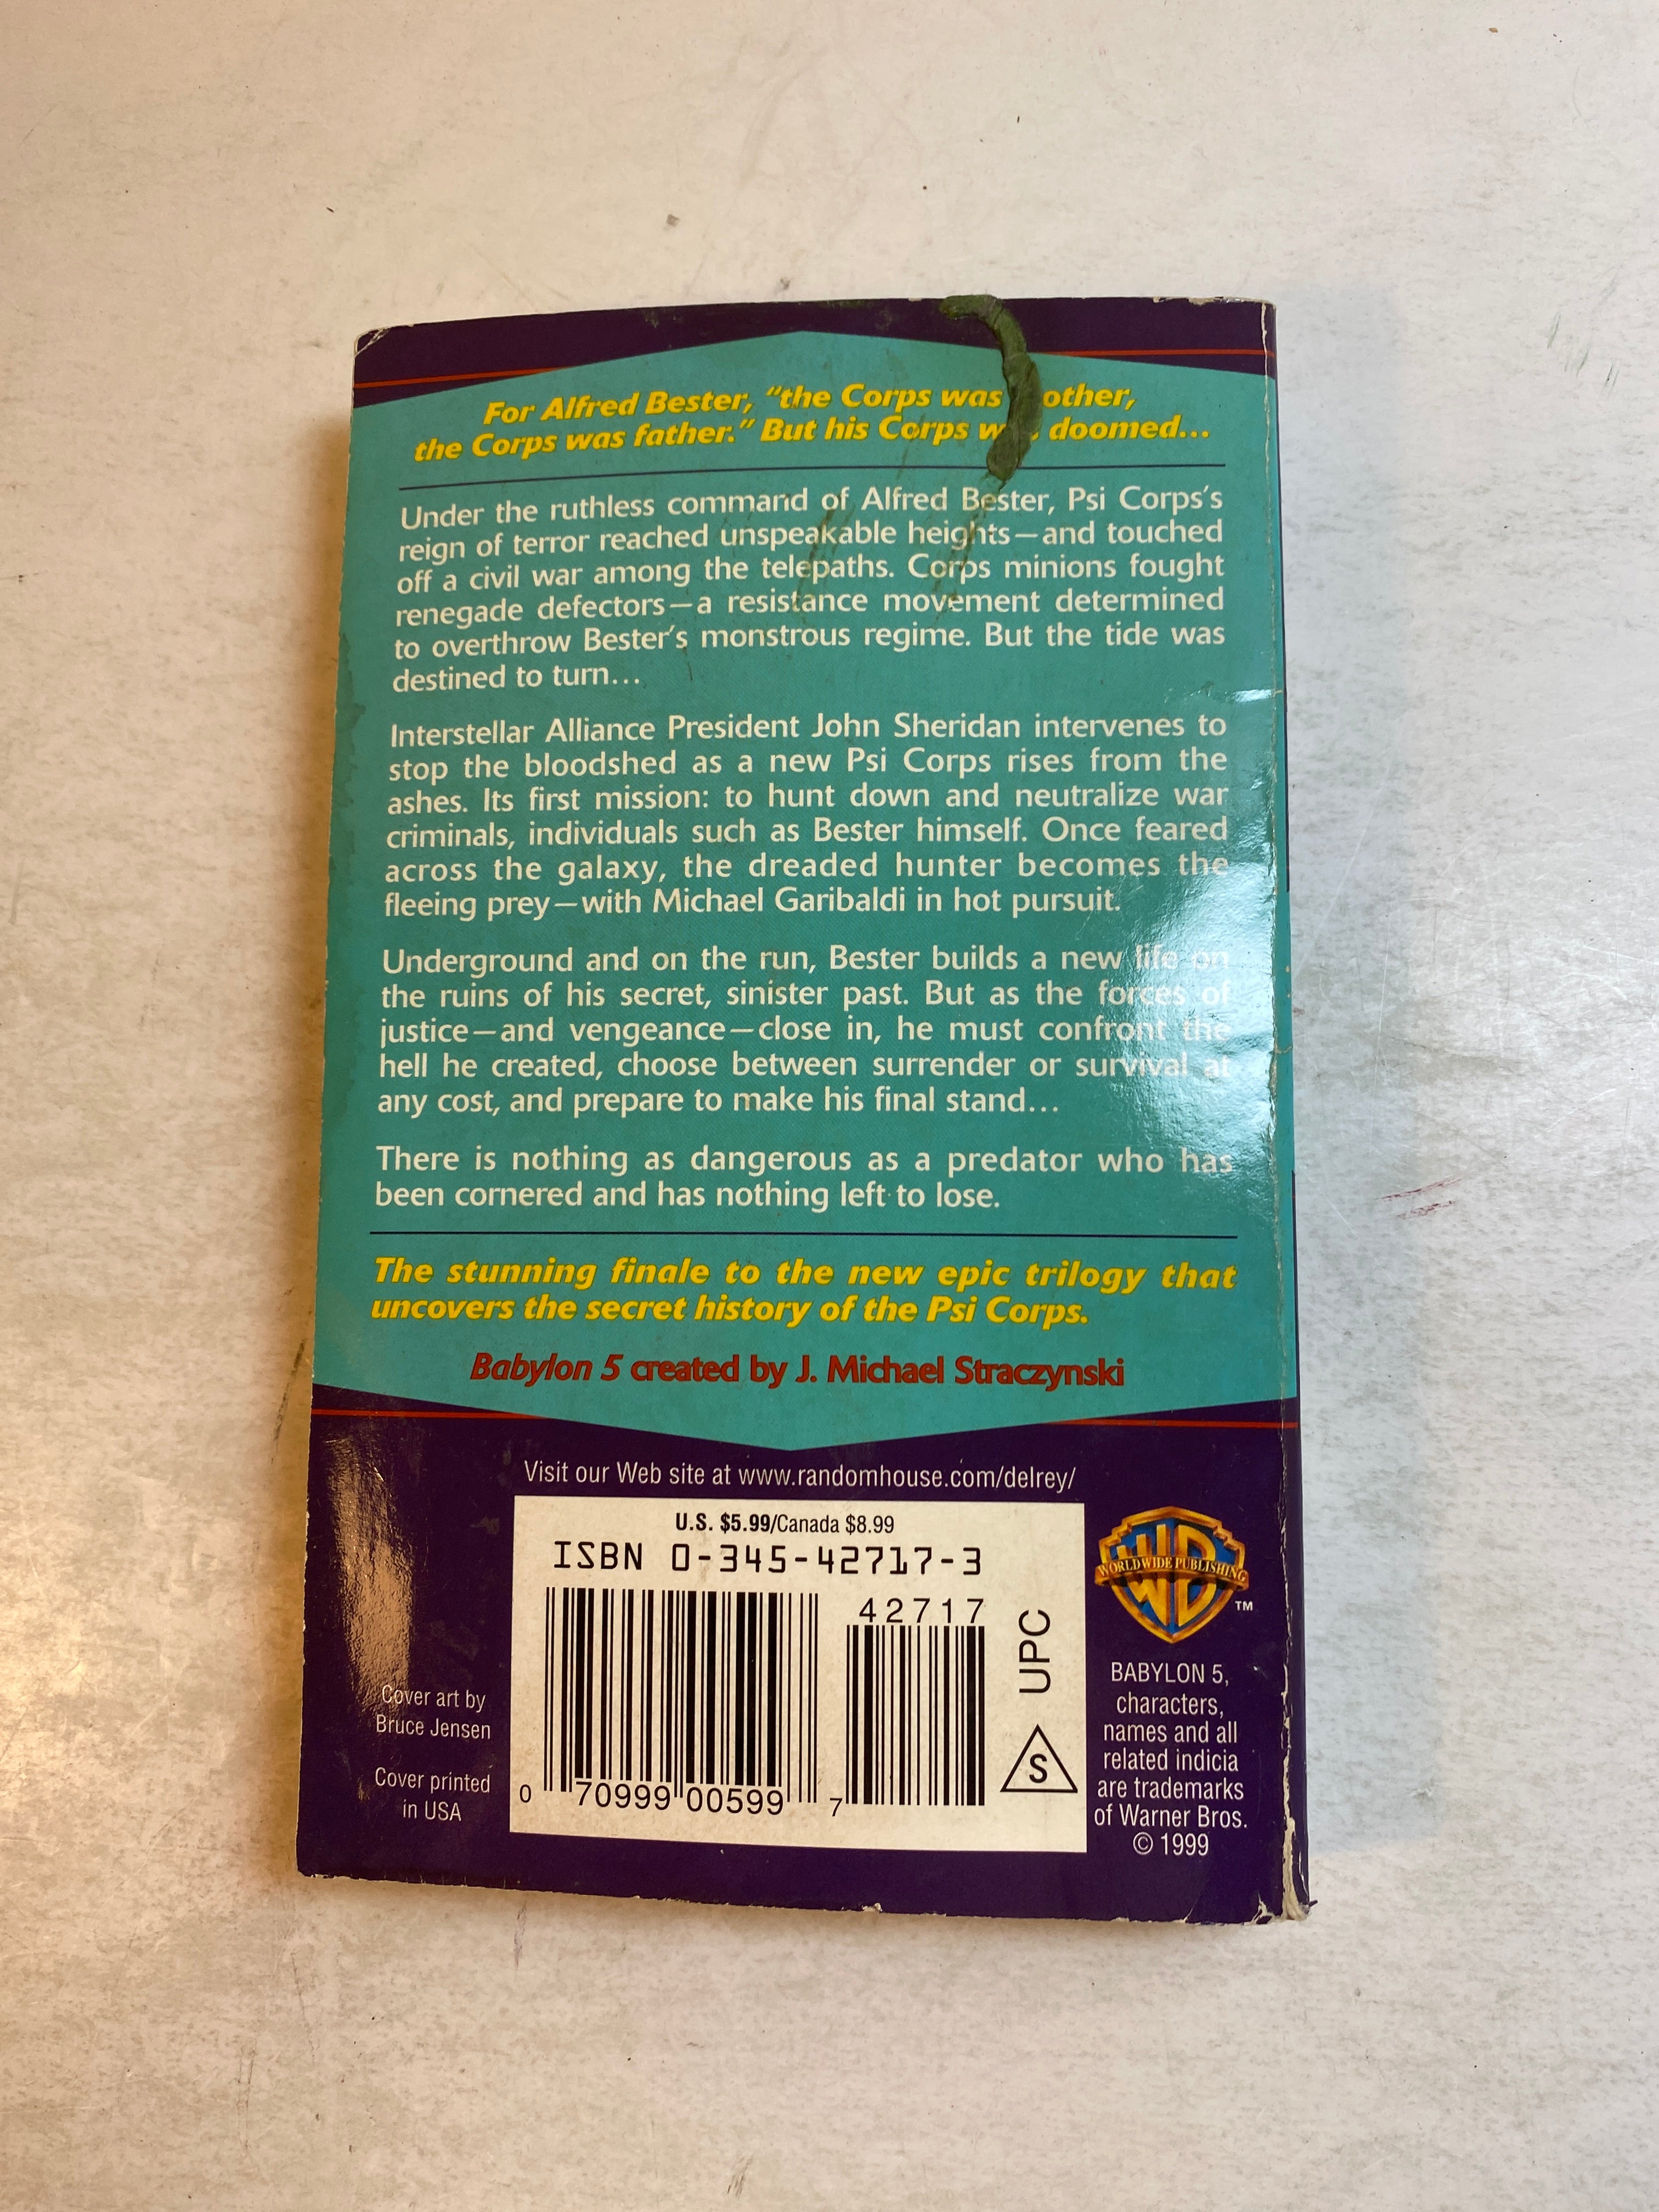 For Alfred Bester, “the Corps was other,
the Corps was father.” But his Corps w doomed...
Under the ruthless command of Alfred Bester, Psi Corps's
reign of terror reached unspeakable heights—and touched
off a civil war among the telepaths. Corps minions fought
renegade defectors—a resistance movement determined
to overthrow Bester's monstrous regime. But the tide was
destined to turn...
Interstellar Alliance President John Sheridan intervenes to
stop the bloodshed as a new Psi Corps rises from the
ashes. Its first mission: to hunt down and neutralize war
criminals, individuals such as Bester himself. Once feared
across the galaxy, the dreaded hunter becomes the
fleeing prey—with Michael Garibaldi in hot pursuit.
Underground and on the run, Bester builds a new life on
the ruins of his secret, sinister past. But as the forces of
justice—and vengeance—close in, he must confront the
hell he created, choose between surrender or survival at
any cost, and prepare to make his final stand...
There is nothing as dangerous as a predator who has
been cornered and has nothing left to lose.
The stunning finale to the new epic trilogy that
uncovers the secret history of the Psi Corps.
Babylon 5 created by J. Michael Straczynski
Visit our Web site at www.randomhouse.com/delrey/
U.S. $5.99/Canada $8.99
ISBN 0-345-42717-3
42717
0 70999 00599 7
UPC
S
Cover art by
Bruce Jensen
Cover printed
in USA
WB
WORLDWIDE PUBLISHING
TM
BABYLON 5,
characters,
names and all
related indicia
are trademarks
of Warner Bros.
© 1999